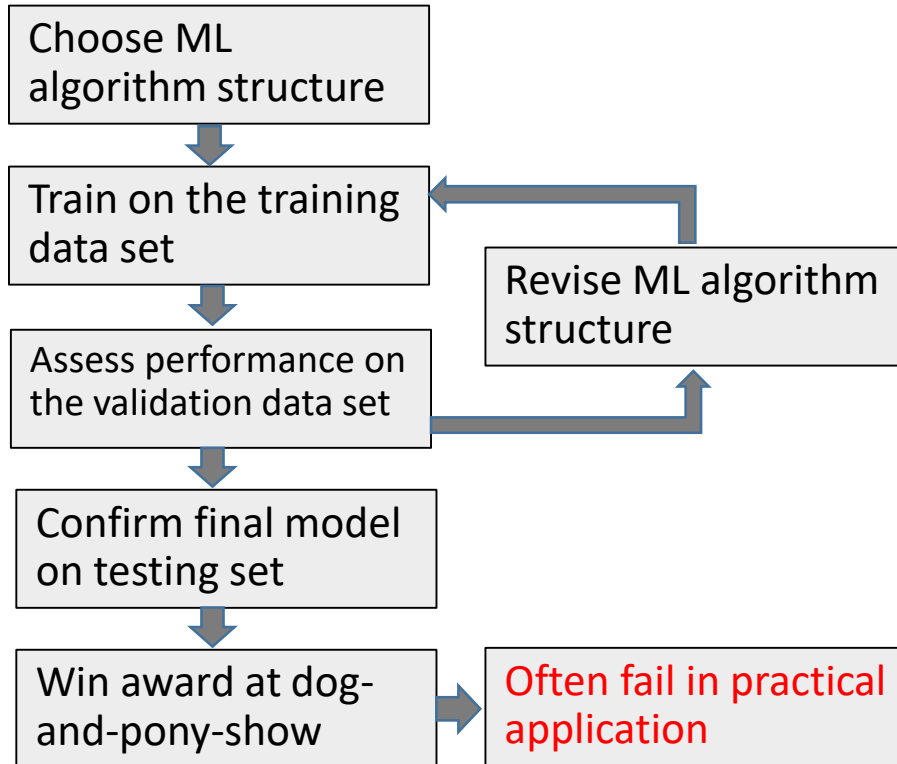 Choose ML
algorithm structure
Train on the training
data set
Revise ML algorithm
structure
Assess performance on
the validation data set
Confirm final model
on testing set
Win award at dog-
and-pony-show
Often fail in practical
application